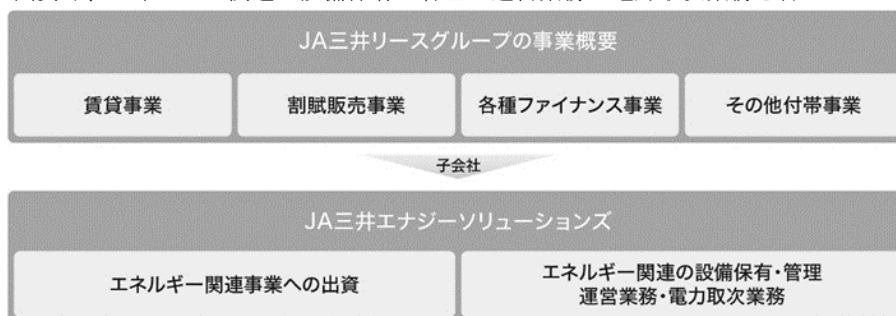 JA三井リースグループの事業概要
賃貸事業
割賦販売事業
各種ファイナンス事業
その他付帯事業
子会社
JA三井エナジーソリューションズ
エネルギー関連事業への出資
エネルギー関連の設備保有・管理
運営業務・電力取次業務